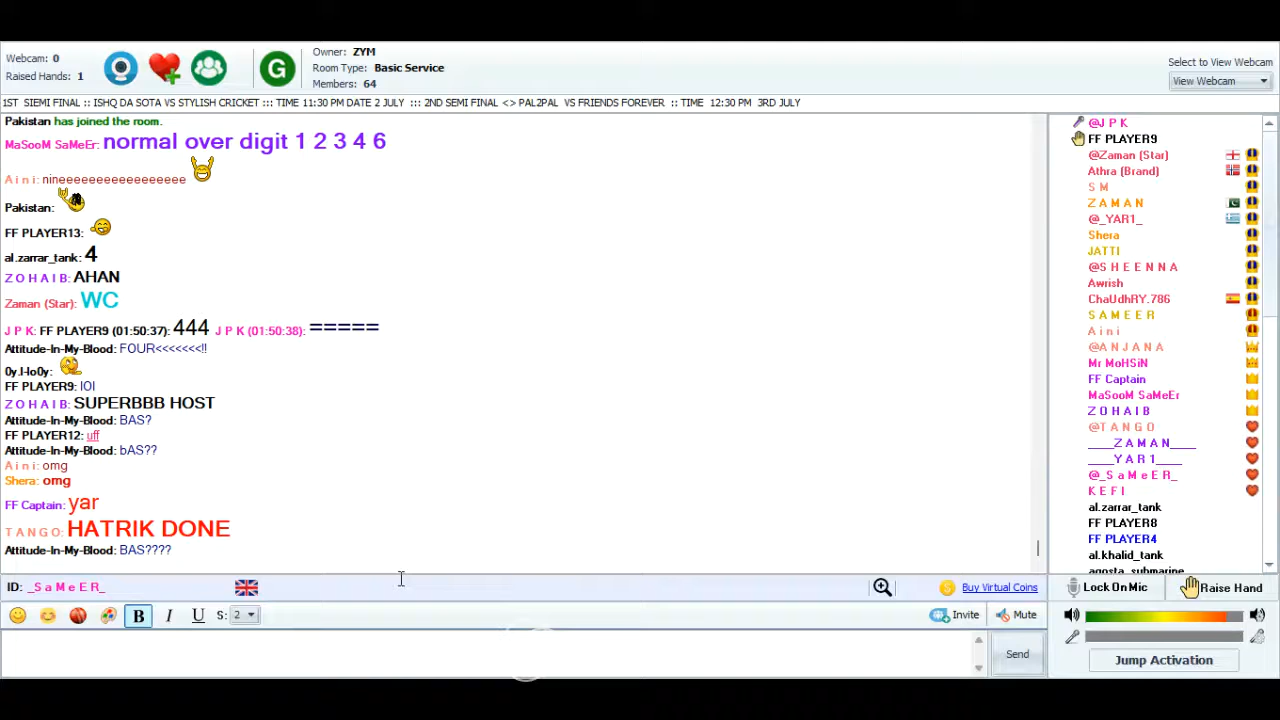 Webcam: 0
Raised Hands: 1
G
Owner: ZYM
Room Type: Basic Service
Members: 64
Select to View Webcam
View Webcam
1ST SIEMI FINAL :: ISHQ DA SOTA VS STYLISH CRICKET ::: TIME 11:30 PM DATE 2 JULY ::: 2ND SEMI FINAL <> PAL2PAL VS FRIENDS FOREVER :: TIME 12:30 PM 3RD JULY
Pakistan has joined the room.
MaSooM SaMeEr: normal over digit 1 2 3 4 6
A i n i: nineeeeeeeeeeeeeeeee
Pakistan:
FF PLAYER13:
al.zarrar_tank: 4
Z O H A I B: AHAN
Zaman (Star): WC
J P K: FF PLAYER9 (01:50:37): 444 J P K (01:50:38): =====
Attitude-In-My-Blood: FOUR<<<<<<<!!
0y.l-lo0y:
FF PLAYER9: lOl
Z O H A I B: SUPERBBB HOST
Attitude-In-My-Blood: BAS?
FF PLAYER12: uff
Attitude-In-My-Blood: bAS??
A i n i: omg
Shera: omg
FF Captain: yar
T A N G O: HATRIK DONE
Attitude-In-My-Blood: BAS????
@J P K
FF PLAYER9
@Zaman (Star)
Athra (Brand)
S M
Z A M A N
@_YAR1_
Shera
JATTI
@S H E E N N A
Awrish
ChaUdhRY.786
S A M E E R
A i n i
@A N J A N A
Mr MoHSiN
FF Captain
MaSooM SaMeEr
Z O H A I B
@T A N G O
____Z A M A N____
____Y A R 1____
@_S a M e E R_
K E F I
al.zarrar_tank
FF PLAYER8
FF PLAYER4
al.khalid_tank
agosta_submarine
ID: _S a M e E R_
Buy Virtual Coins
Lock On Mic
Raise Hand
B I U S: 2
Invite
Mute
Send
Jump Activation